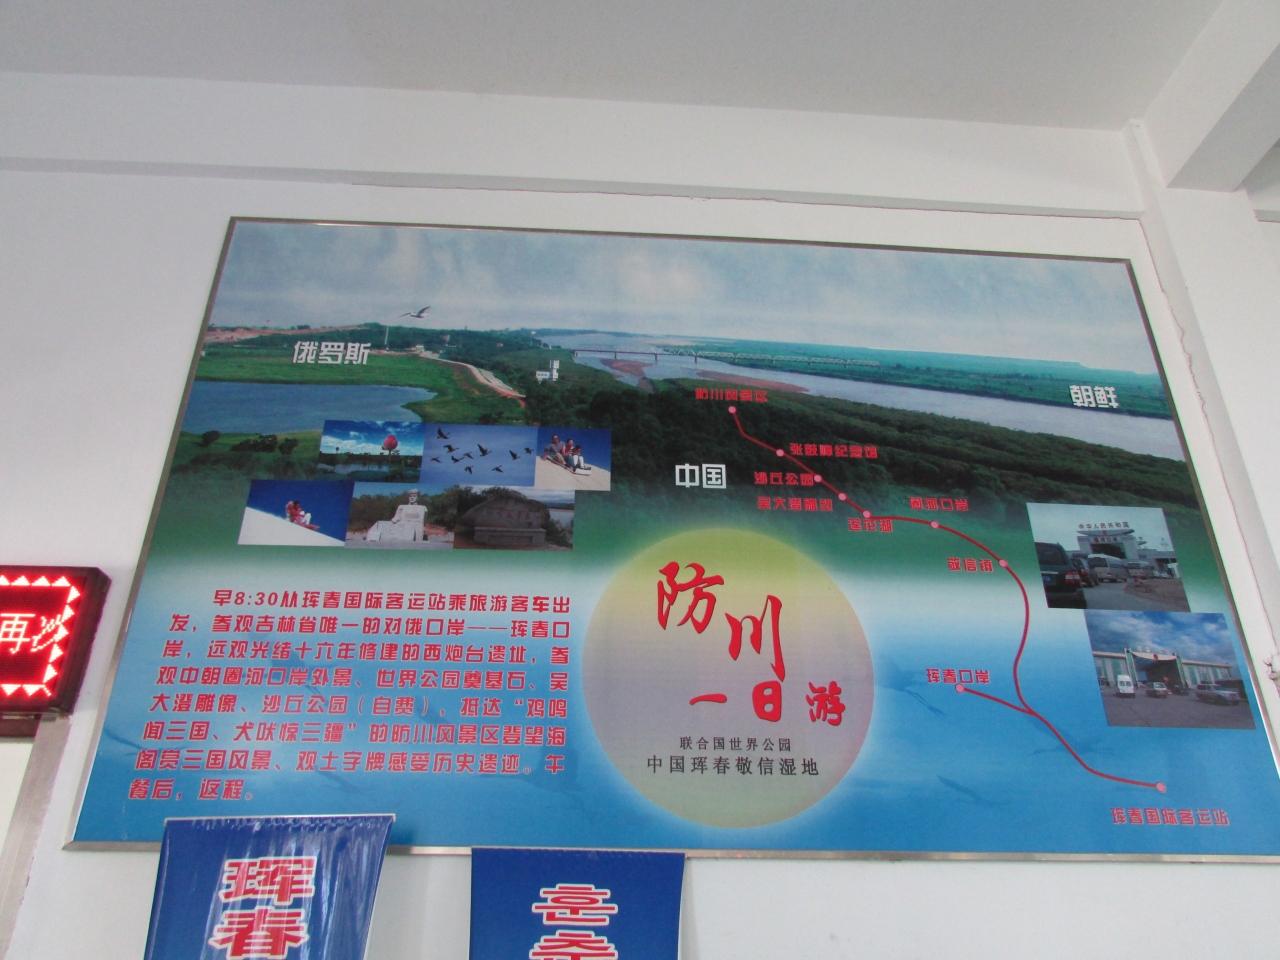 俄罗斯
朝鲜
防川风景区
张鼓峰纪念馆
中国
沙丘公园
吴大澂雕像
圈河口岸
敬信镇
防川
一日游
联合国世界公园
中国珲春敬信湿地
珲春口岸
珲春国际客运站
早8:30从珲春国际客运站乘旅游客车出
发，参观吉林省唯一的对俄口岸——珲春口
岸，远观光绪十六年修建的西炮台遗址，参
观中朝圈河口岸外景、世界公园奠基石、吴
大澄雕像、沙丘公园（自费），抵达“鸡鸣
闻三国、犬吠惊三疆”的防川风景区登望海
阁赏三国风景、观土字牌感受历史遗迹。午
餐后，返程。
再
珲春
훈춘